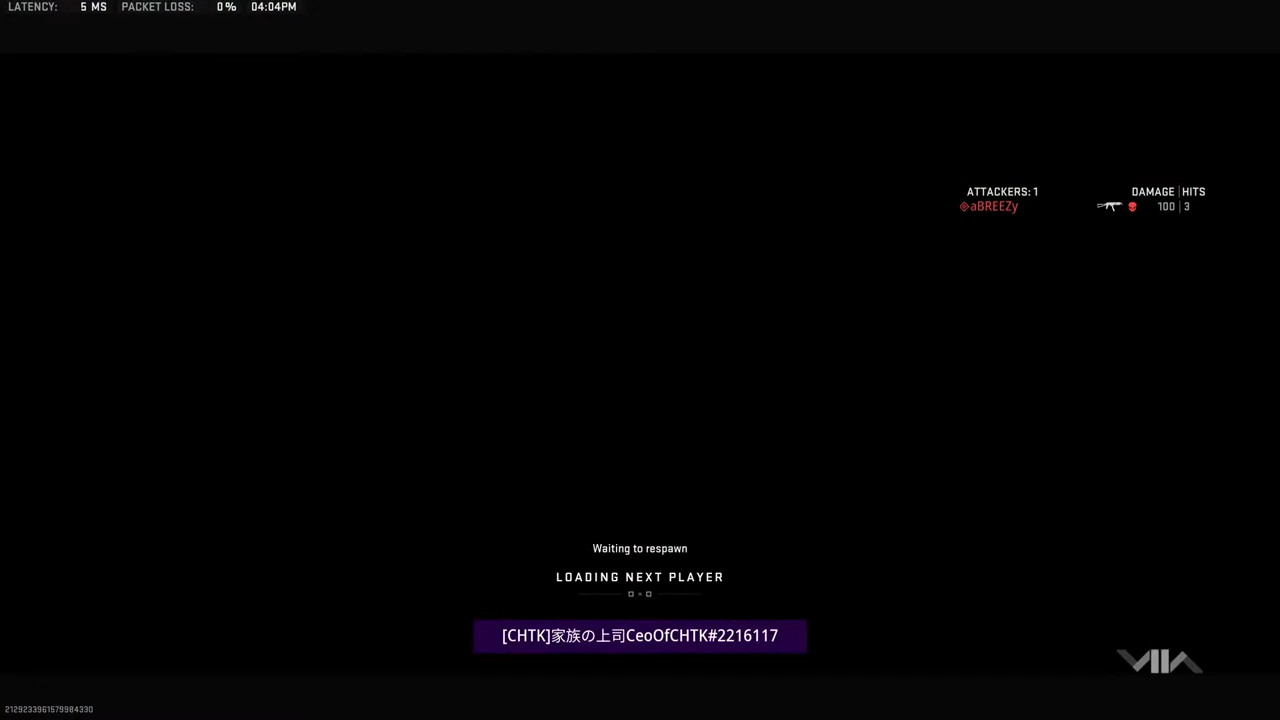 LATENCY: 5 MS PACKET LOSS: 0 % 04:04PM
ATTACKERS: 1 DAMAGE | HITS
aBREEZy 100 | 3
Waiting to respawn
LOADING NEXT PLAYER
[CHTK]家族の上司CeoOfCHTK#2216117
2129233961579984330